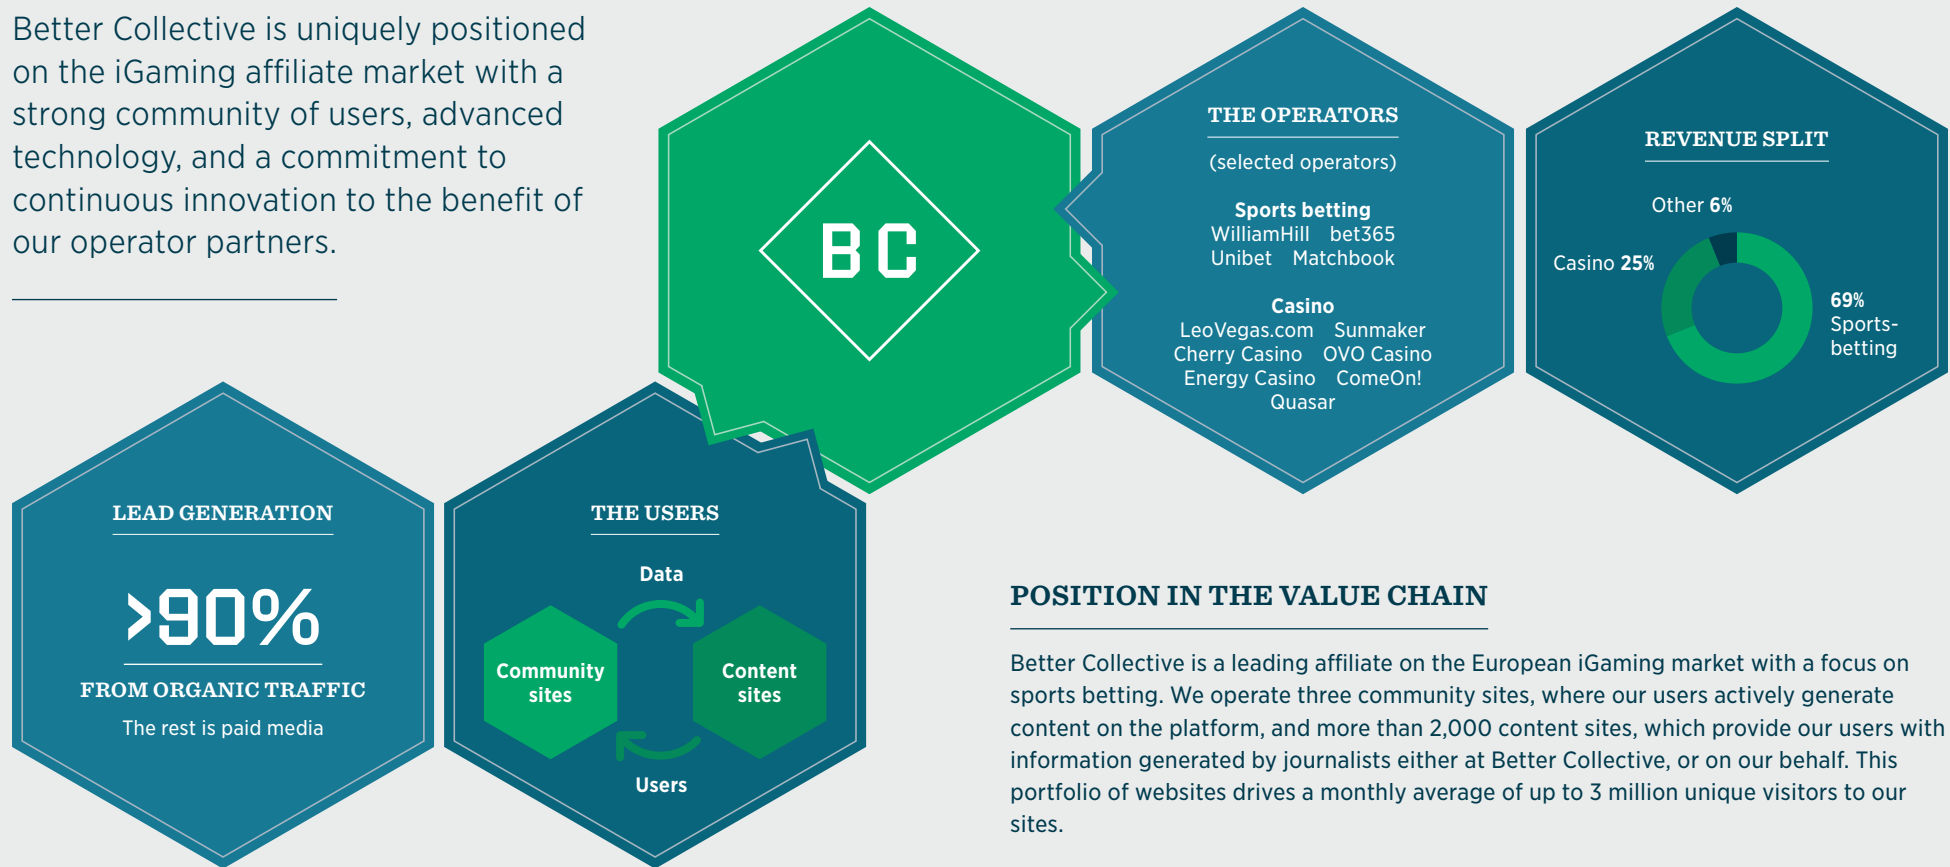 Better Collective is uniquely positioned
on the iGaming affiliate market with a
strong community of users, advanced
technology, and a commitment to
continuous innovation to the benefit of
our operator partners.
BC
THE OPERATORS
(selected operators)
Sports betting
WilliamHill bet365
Unibet Matchbook
Casino
LeoVegas.com Sunmaker
Cherry Casino OVO Casino
Energy Casino ComeOn!
Quasar
REVENUE SPLIT
Other 6%
Casino 25%
69%
Sports-
betting
LEAD GENERATION
>90%
FROM ORGANIC TRAFFIC
The rest is paid media
THE USERS
Data
Community
sites
Content
sites
Users
POSITION IN THE VALUE CHAIN
Better Collective is a leading affiliate on the European iGaming market with a focus on
sports betting. We operate three community sites, where our users actively generate
content on the platform, and more than 2,000 content sites, which provide our users with
information generated by journalists either at Better Collective, or on our behalf. This
portfolio of websites drives a monthly average of up to 3 million unique visitors to our
sites.